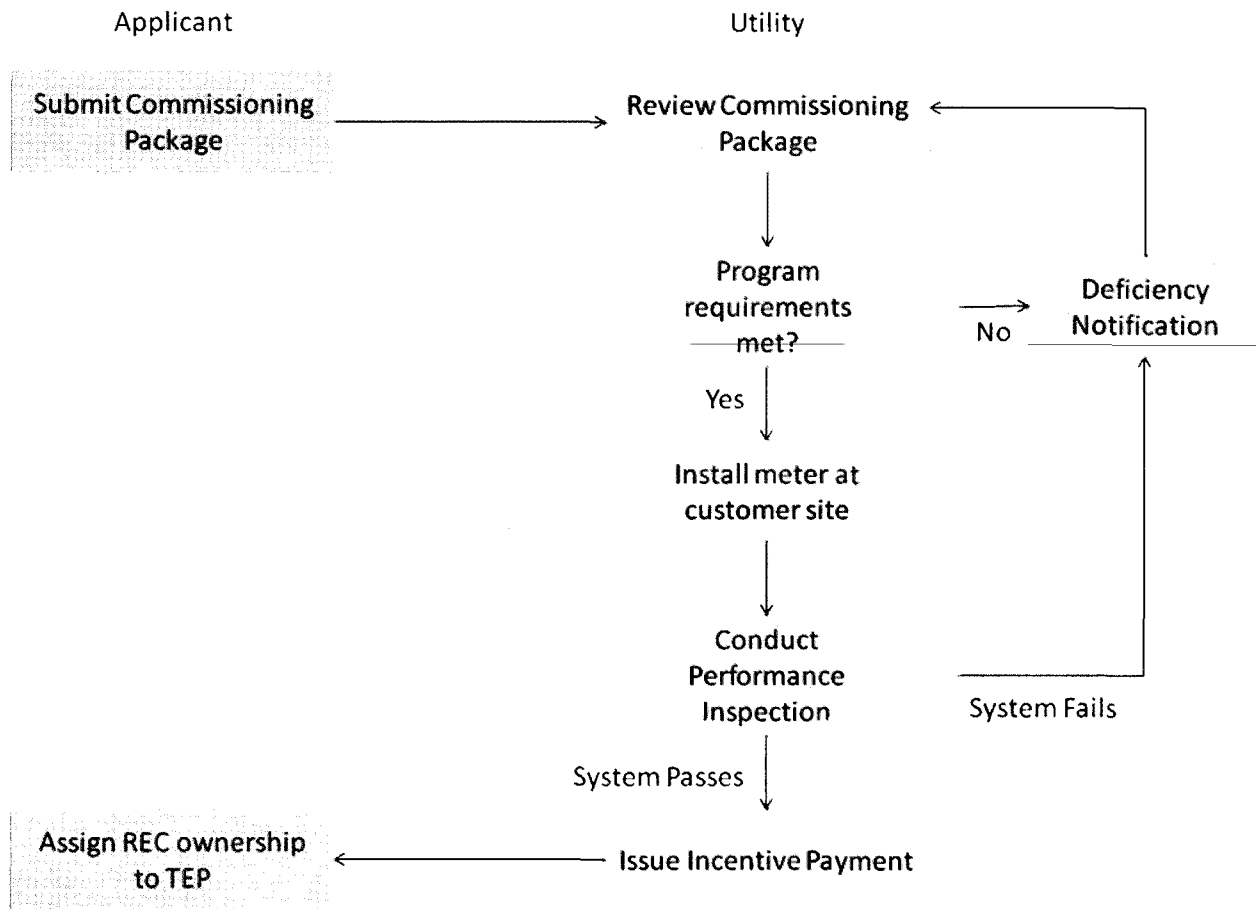 Applicant
Utility
Submit Commissioning
Package
Review Commissioning
Package
Program
requirements
met?
No
Deficiency
Notification
Yes
Install meter at
customer site
Conduct
Performance
Inspection
System Fails
System Passes
Assign REC ownership
to TEP
Issue Incentive Payment